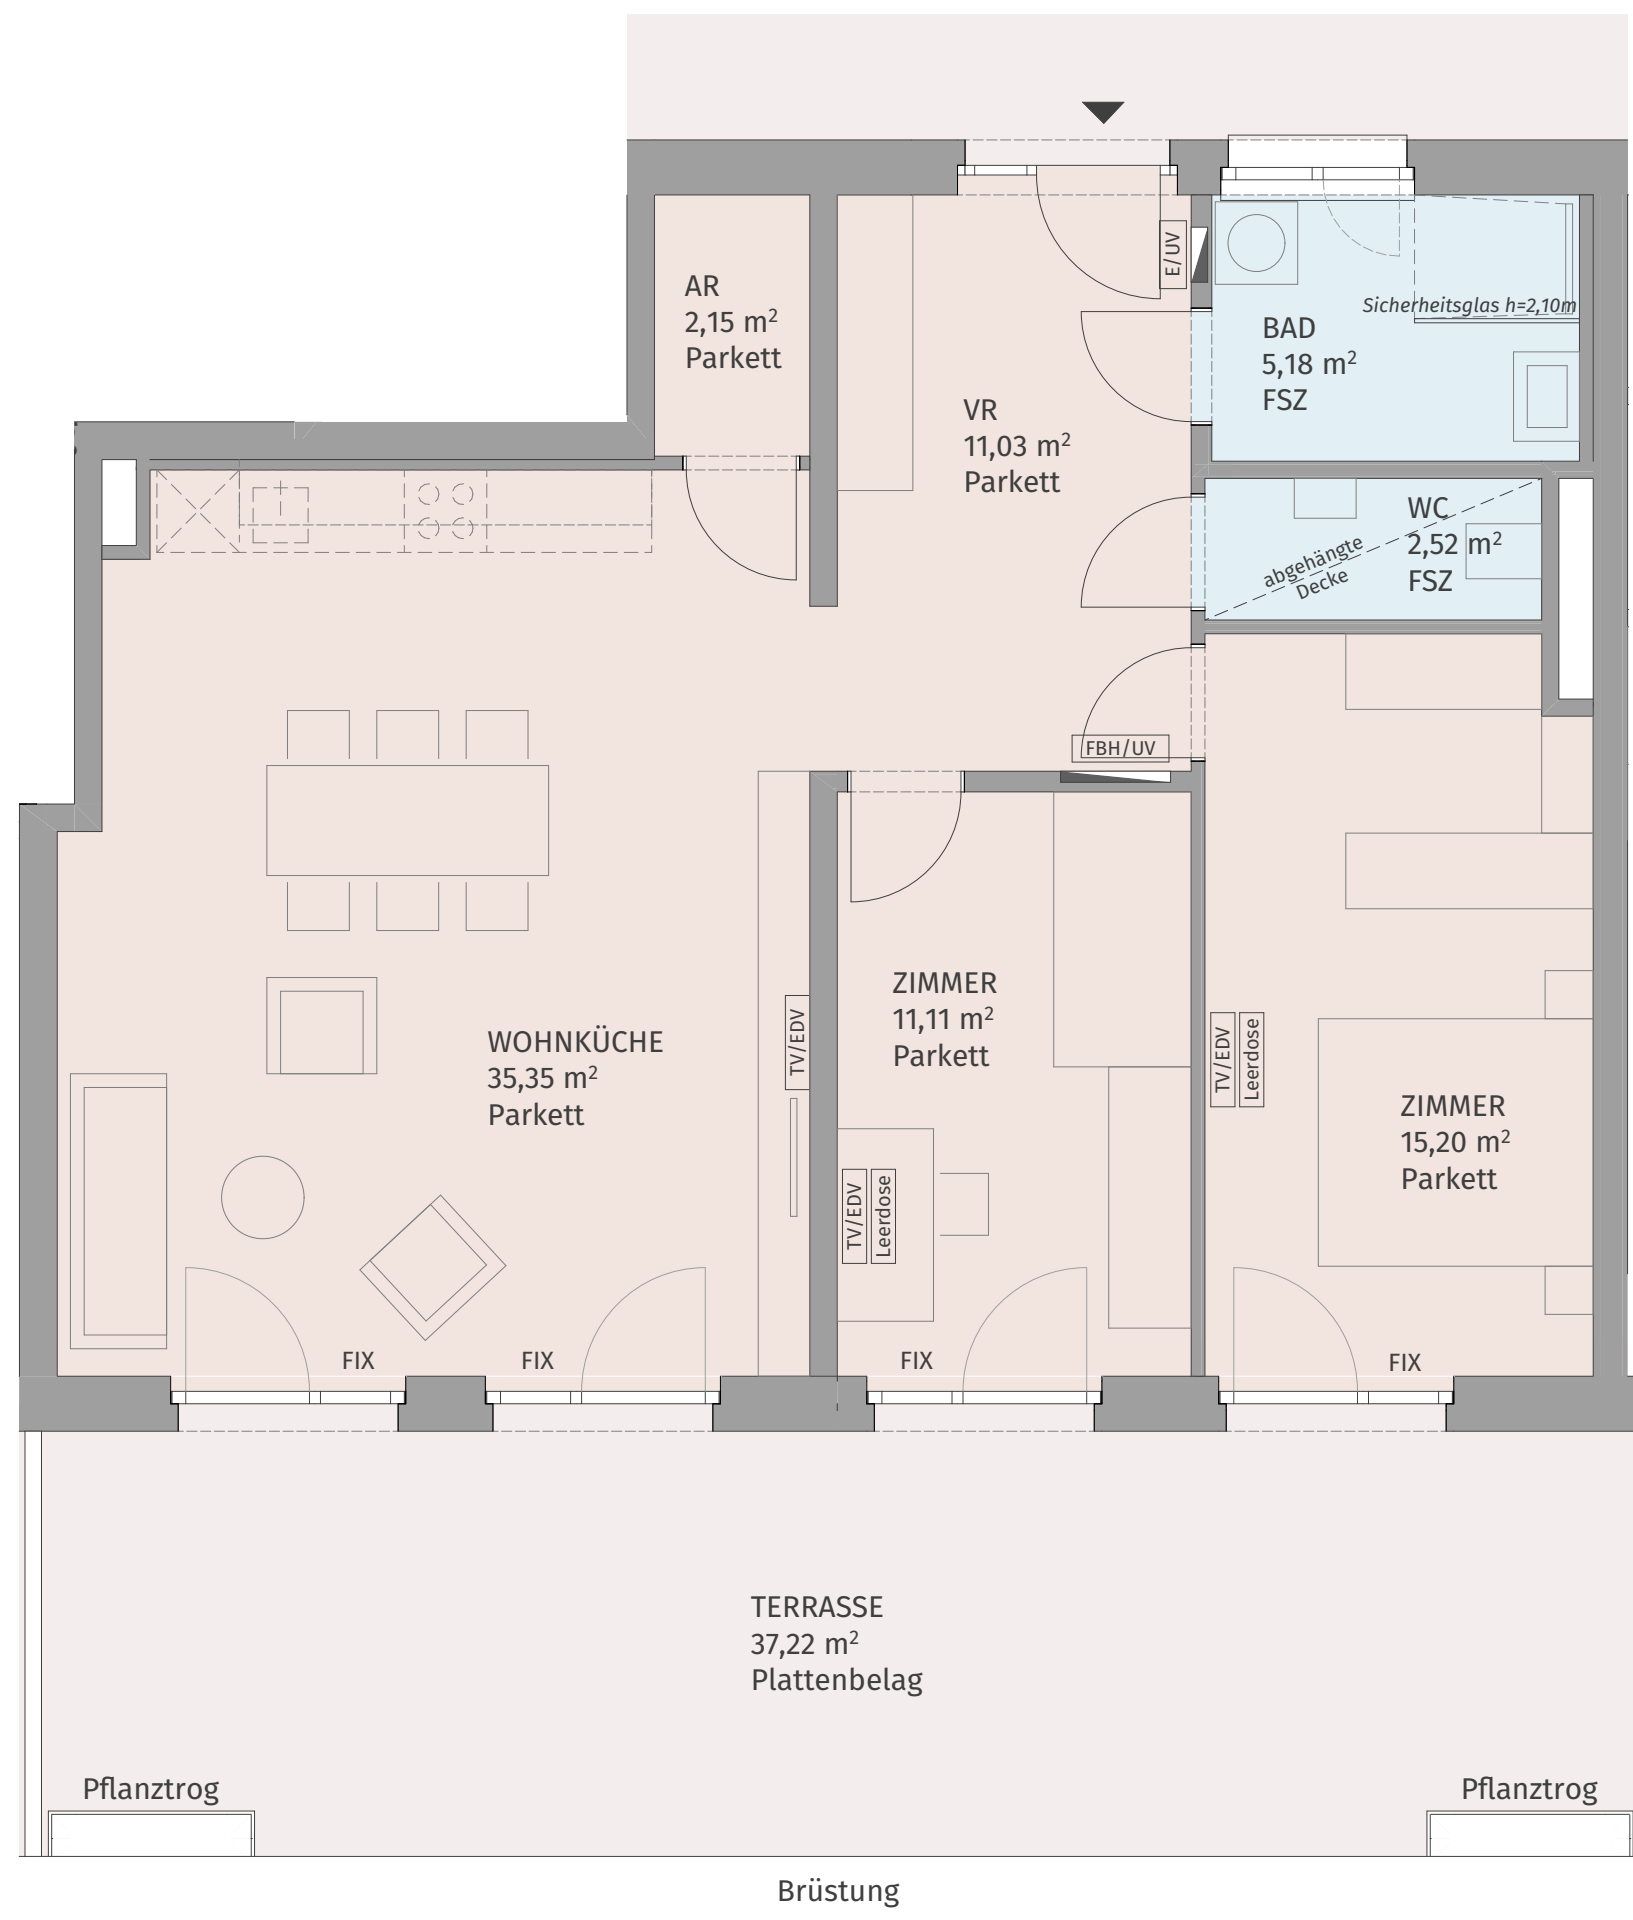 AR
2,15 m²
Parkett
E/UV
Sicherheitsglas h=2,10m
BAD
5,18 m²
FSZ
VR
11,03 m²
Parkett
WC
2,52 m²
FSZ
abgehängte
Decke
FBH/UV
WOHNKÜCHE
35,35 m²
Parkett
TV/EDV
ZIMMER
11,11 m²
Parkett
TV/EDV
Leerdose
TV/EDV
Leerdose
ZIMMER
15,20 m²
Parkett
FIX
FIX
FIX
FIX
TERRASSE
37,22 m²
Plattenbelag
Pflanztrog
Pflanztrog
Brüstung